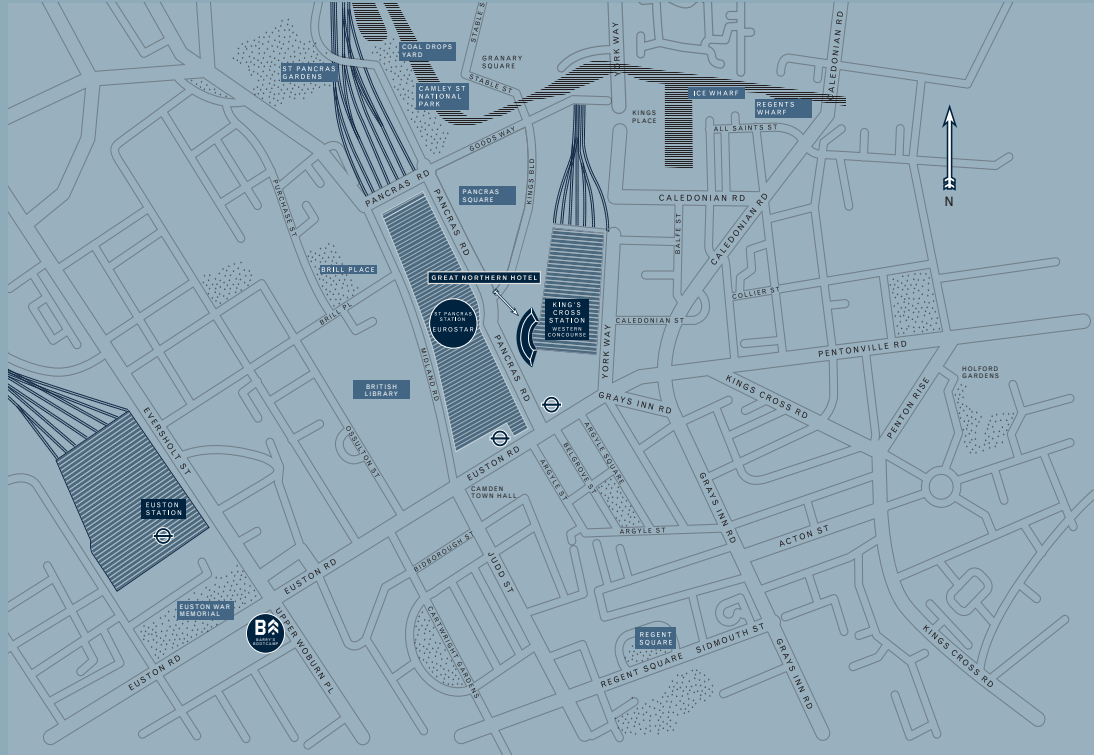 STABLE S
YORK WAY
CALEDONIAN RD
COAL DROPS
YARD
GRANARY
SQUARE
ST PANCRAS
GARDENS
STABLE ST
CAMLEY ST
NATIONAL
PARK
ICE WHARF
REGENTS
WHARF
KINGS
PLACE
ALL SAINTS ST
GOODS WAY
PANCRAS RD
PANCRAS
SQUARE
KINGS BLD
PURCHASE ST
PANCRAS RD
CALEDONIAN RD
BALFE ST
CALEDONIAN RD
N
BRILL PLACE
GREAT NORTHERN HOTEL
BRILL PL
ST PANCRAS
STATION
EUROSTAR
KING'S
CROSS
STATION
WESTERN
CONCOURSE
COLLIER ST
CALEDONIAN ST
YORK WAY
PENTONVILLE RD
MIDLAND RD
PANCRAS RD
BRITISH
LIBRARY
GRAYS INN RD
KINGS CROSS RD
PENTON RISE
HOLFORD
GARDENS
EVERSHOLT ST
OSSULTON ST
EUSTON RD
ARGYLE SQUARE
BELGROVE ST
ARGYLE ST
CAMDEN
TOWN HALL
GRAYS INN RD
EUSTON
STATION
ARGYLE ST
ACTON ST
BIDBOROUGH ST
JUDD ST
EUSTON RD
EUSTON WAR
MEMORIAL
B
BARRY'S
BOOTCAMP
UPPER WOBURN PL
CARTWRIGHT GARDENS
REGENT
SQUARE
REGENT SQUARE
SIDMOUTH ST
GRAYS INN RD
KINGS CROSS RD
EUSTON RD